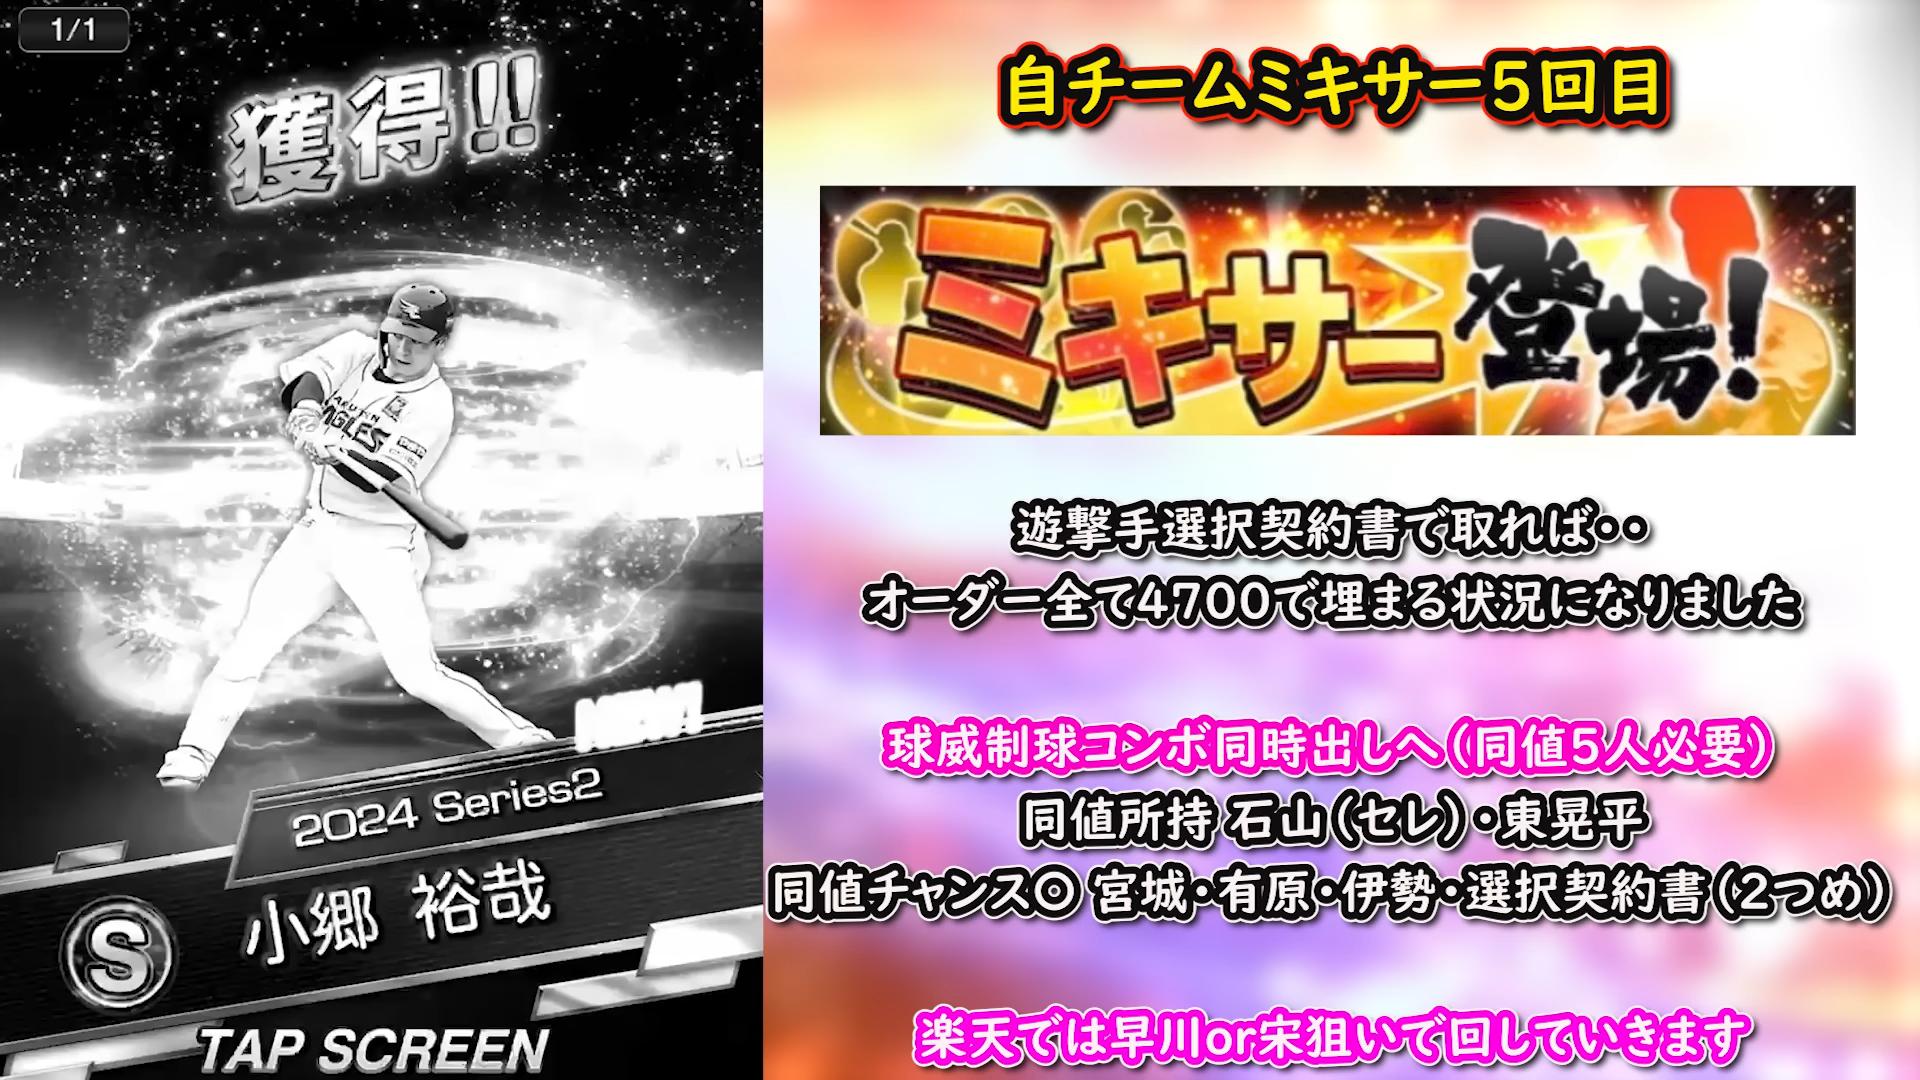 1/1
獲得!!
EAGLES
NEW!
2024 Series2
S
小郷 裕哉
TAP SCREEN
自チームミキサー5回目
ミキサー登場!
遊撃手選択契約書で取れば・・
オーダー全て4700で埋まる状況になりました
球威制球コンボ同時出しへ(同値5人必要)
同値所持 石山(セレ)・東晃平
同値チャンス〇 宮城・有原・伊勢・選択契約書(2つめ)
楽天では早川or宋狙いで回していきます